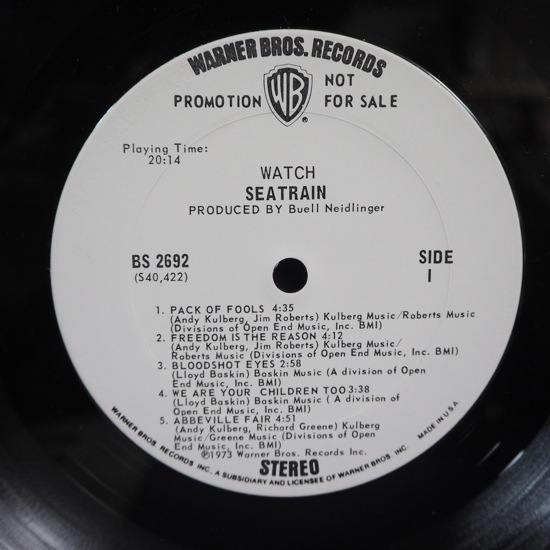 WARNER BROS. RECORDS
PROMOTION NOT FOR SALE
WB ®
Playing Time:
20:14
WATCH
SEATRAIN
PRODUCED BY Buell Neidlinger
BS 2692
(S40,422)
SIDE
1
1. PACK OF FOOLS 4:35
(Andy Kulberg, Jim Roberts) Kulberg Music/Roberts Music
(Divisions of Open End Music, Inc. BMI)
2. FREEDOM IS THE REASON 4:12
(Andy Kulberg, Jim Roberts) Kulberg Music/
Roberts Music (Divisions of Open End Music, Inc. BMI)
3. BLOODSHOT EYES 2:58
(Lloyd Baskin) Baskin Music (A division of Open
End Music, Inc. BMI)
4. WE ARE YOUR CHILDREN TOO 3:38
(Lloyd Baskin) Baskin Music ( A division of
Open End Music, Inc. BMI)
5. ABBEVILLE FAIR 4:51
(Andy Kulberg, Richard Greene) Kulberg
Music/Greene Music (Divisions of Open
End Music, Inc. BMI)
℗1973 Warner Bros. Records Inc.
STEREO
WARNER BROS. RECORDS INC. A SUBSIDIARY AND LICENSEE OF WARNER BROS. INC. MADE IN U.S.A.